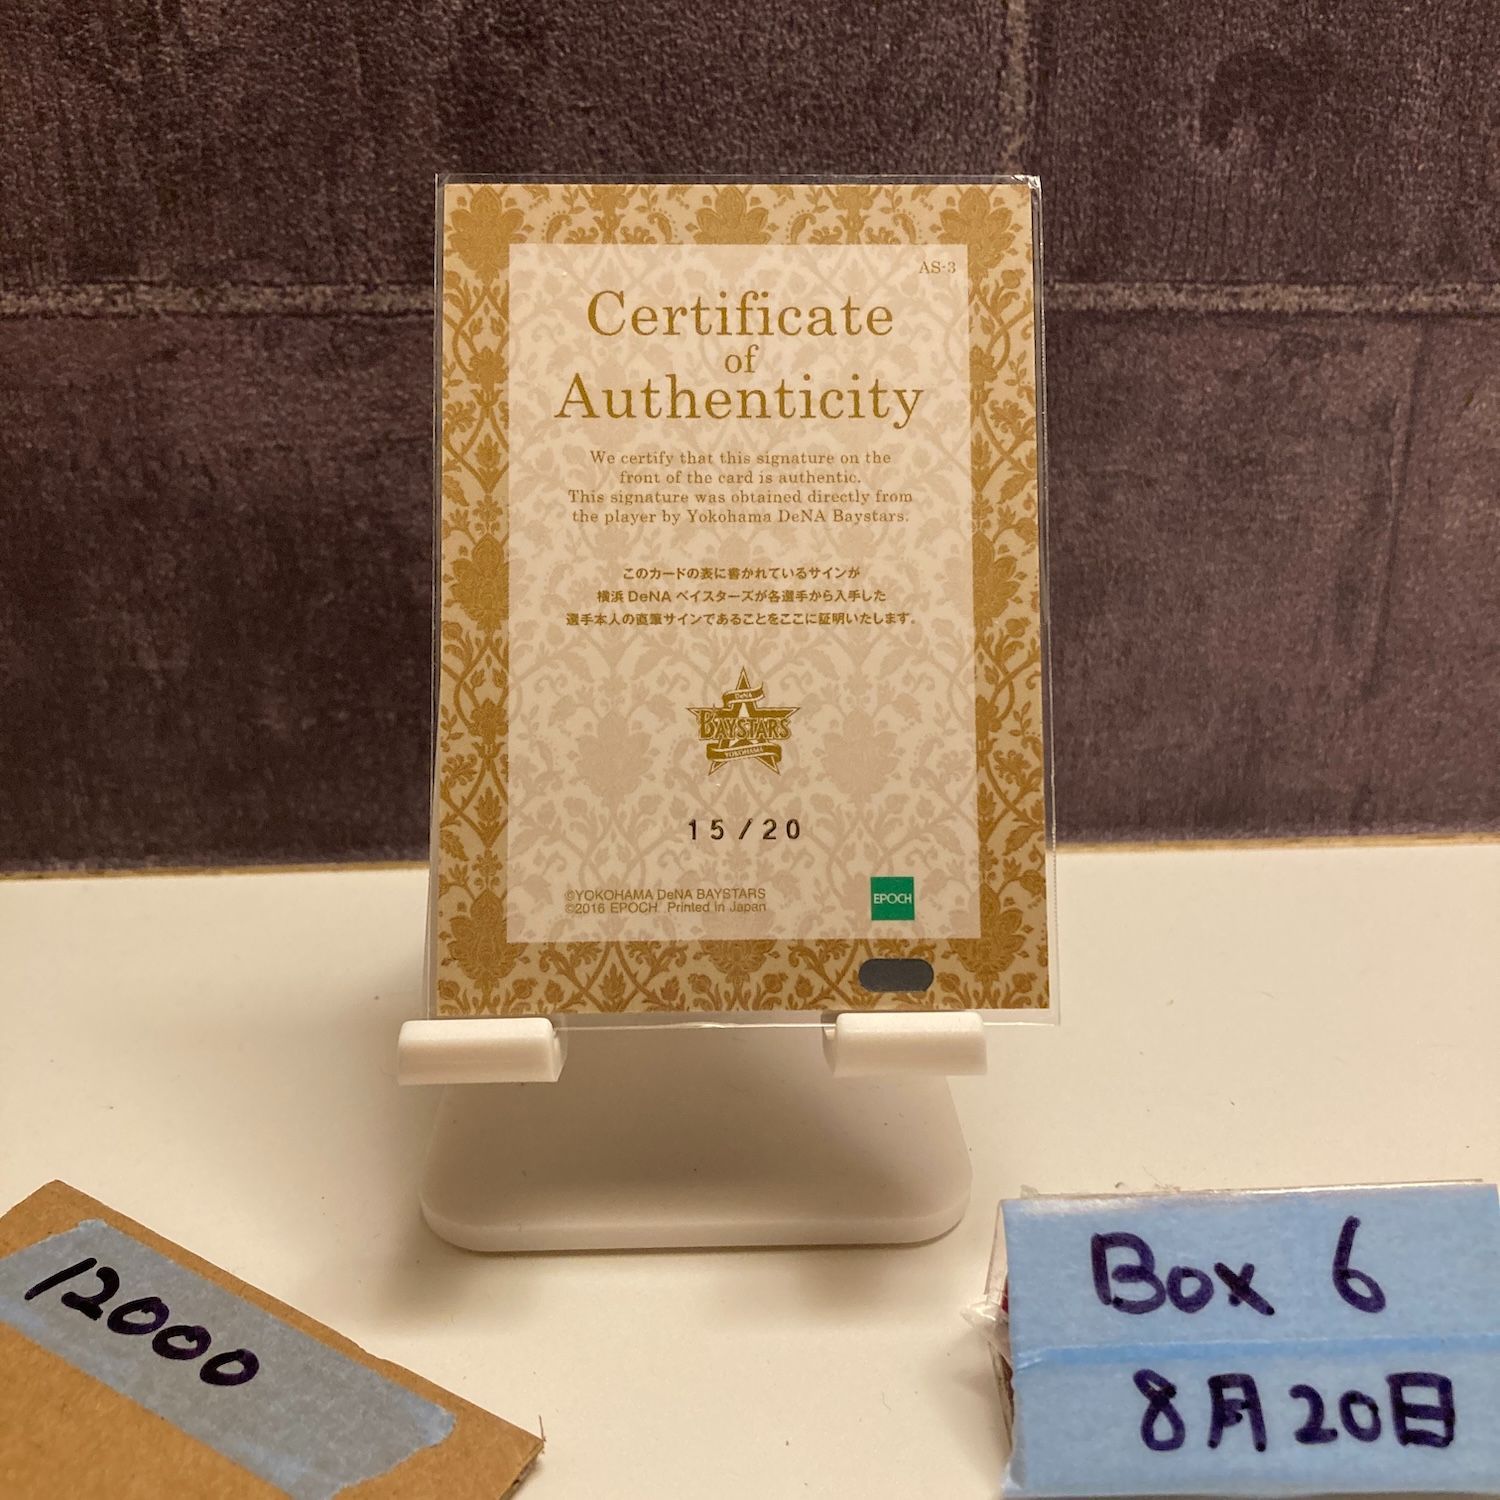 AS-3
Certificate
of
Authenticity
We certify that this signature on the
front of the card is authentic.
This signature was obtained directly from
the player by Yokohama DeNA Baystars.
このカードの表に書かれているサインが
横浜 DeNA ベイスターズが各選手から入手した
選手本人の直筆サインであることをここに証明いたします。
DeNA
BAYSTARS
YOKOHAMA
15/20
©YOKOHAMA DeNA BAYSTARS
©2016 EPOCH Printed in Japan
EPOCH
12000
Box 6
8月20日